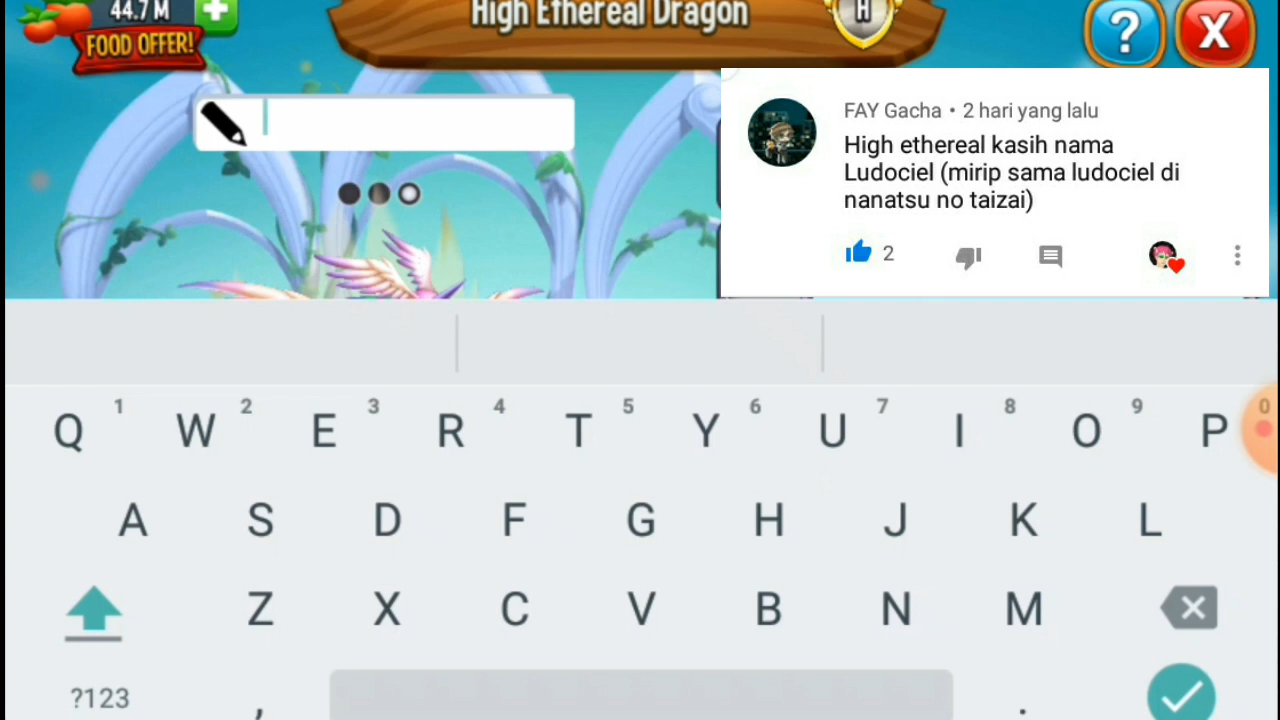 44.7 M
FOOD OFFER!
High Ethereal Dragon
H
?
X
FAY Gacha • 2 hari yang lalu
High ethereal kasih nama
Ludociel (mirip sama ludociel di
nanatsu no taizai)
2
1 2 3 4 5 6 7 8 9 0
Q W E R T Y U I O P
A S D F G H J K L
Z X C V B N M
?123 , .